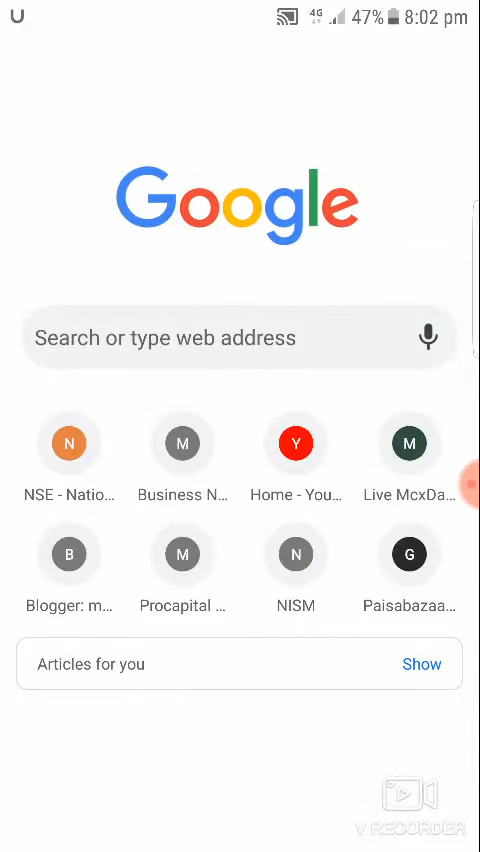 U 4G 47% 8:02 pm
Google
Search or type web address
N M Y M
NSE - Natio... Business N... Home - You... Live McxDa...
B M N G
Blogger: m... Procapital ... NISM Paisabazaa...
Articles for you Show
V RECORDER